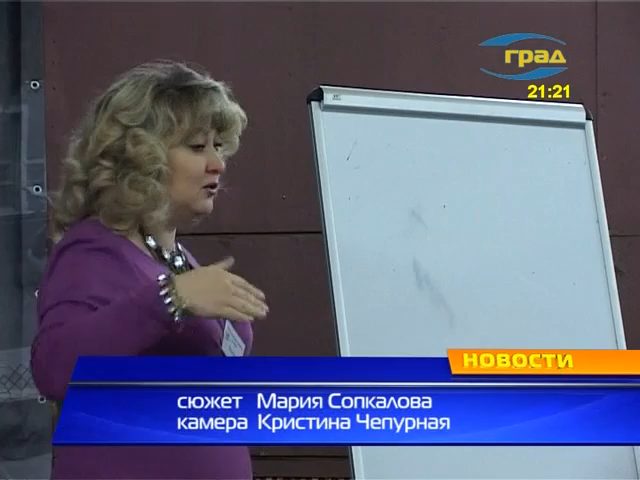 град
21:21
НОВОСТИ
сюжет Мария Сопкалова
камера Кристина Чепурная